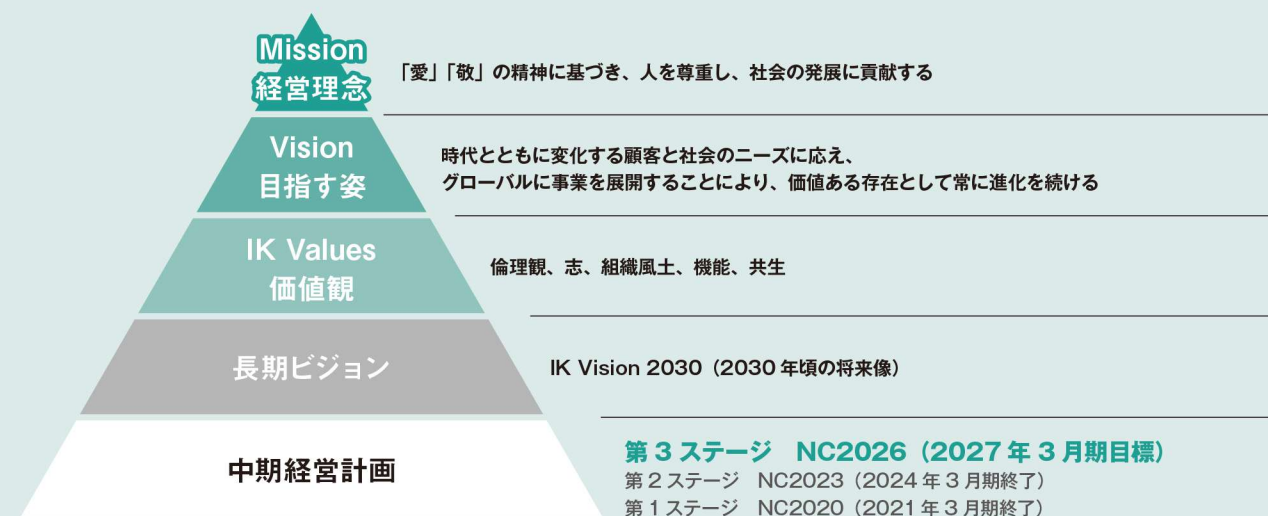 Mission
経営理念
「愛」「敬」の精神に基づき、人を尊重し、社会の発展に貢献する
Vision
目指す姿
時代とともに変化する顧客と社会のニーズに応え、
グローバルに事業を展開することにより、価値ある存在として常に進化を続ける
IK Values
価値観
倫理観、志、組織風土、機能、共生
長期ビジョン
IK Vision 2030（2030年頃の将来像）
中期経営計画
第3ステージ　NC2026（2027年3月期目標）
第2ステージ　NC2023（2024年3月期終了）
第1ステージ　NC2020（2021年3月期終了）